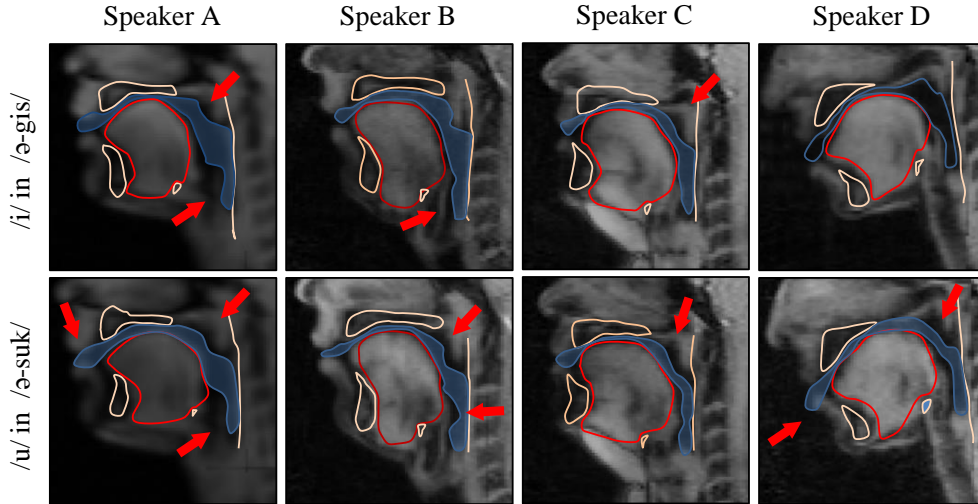 Speaker A
Speaker B
Speaker C
Speaker D
/i/ in /ə-gis/
/u/ in /ə-suk/